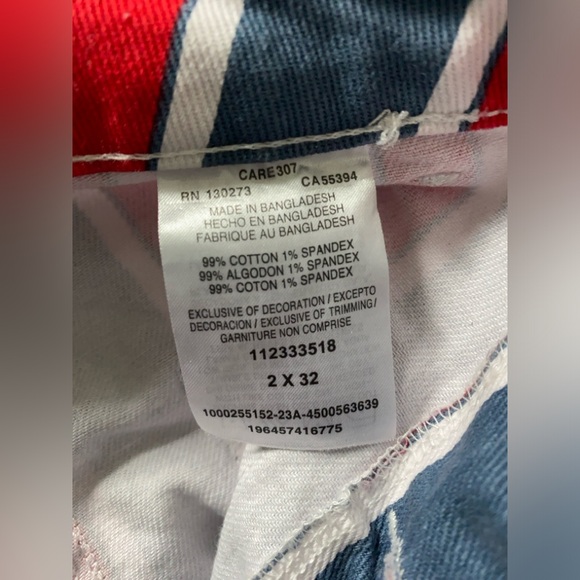 CARE307
RN 130273 CA55394
MADE IN BANGLADESH
HECHO EN BANGLADESH
FABRIQUE AU BANGLADESH
99% COTTON 1% SPANDEX
99% ALGODON 1% SPANDEX
99% COTON 1% SPANDEX
EXCLUSIVE OF DECORATION / EXCEPTO
DECORACION / EXCLUSIVE OF TRIMMING/
GARNITURE NON COMPRISE
112333518
2 X 32
1000255152-23A-4500563639
196457416775